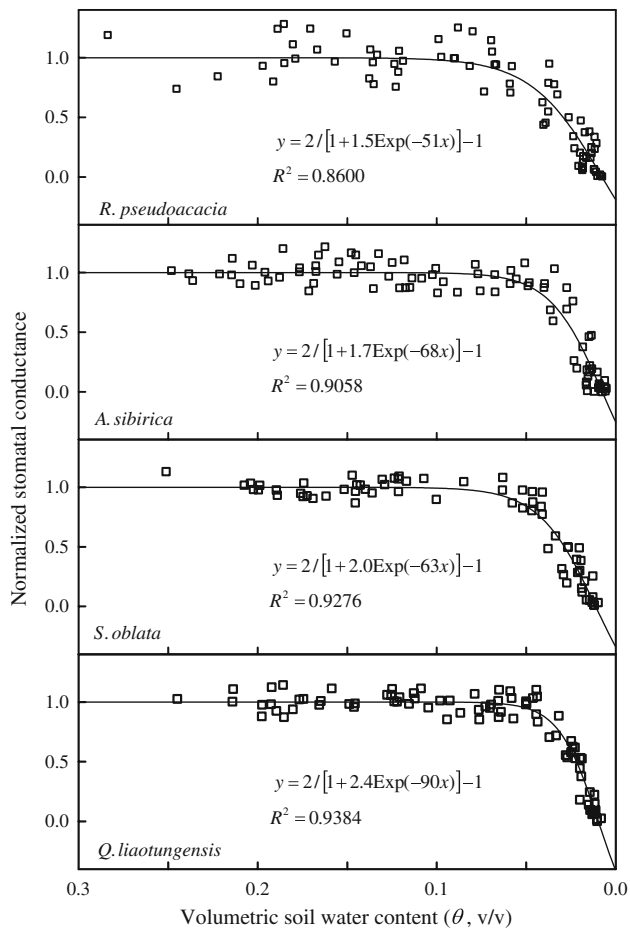 1.0
0.5
0.0
y = 2/[1+1.5Exp(−51x)]−1
R² = 0.8600
R. pseudoacacia
1.0
0.5
0.0
y = 2/[1+1.7Exp(−68x)]−1
R² = 0.9058
A. sibirica
1.0
0.5
0.0
y = 2/[1+2.0Exp(−63x)]−1
R² = 0.9276
S. oblata
1.0
0.5
0.0
y = 2/[1+2.4Exp(−90x)]−1
R² = 0.9384
Q. liaotungensis
Normalized stomatal conductance
0.3 0.2 0.1 0.0
Volumetric soil water content (θ, v/v)